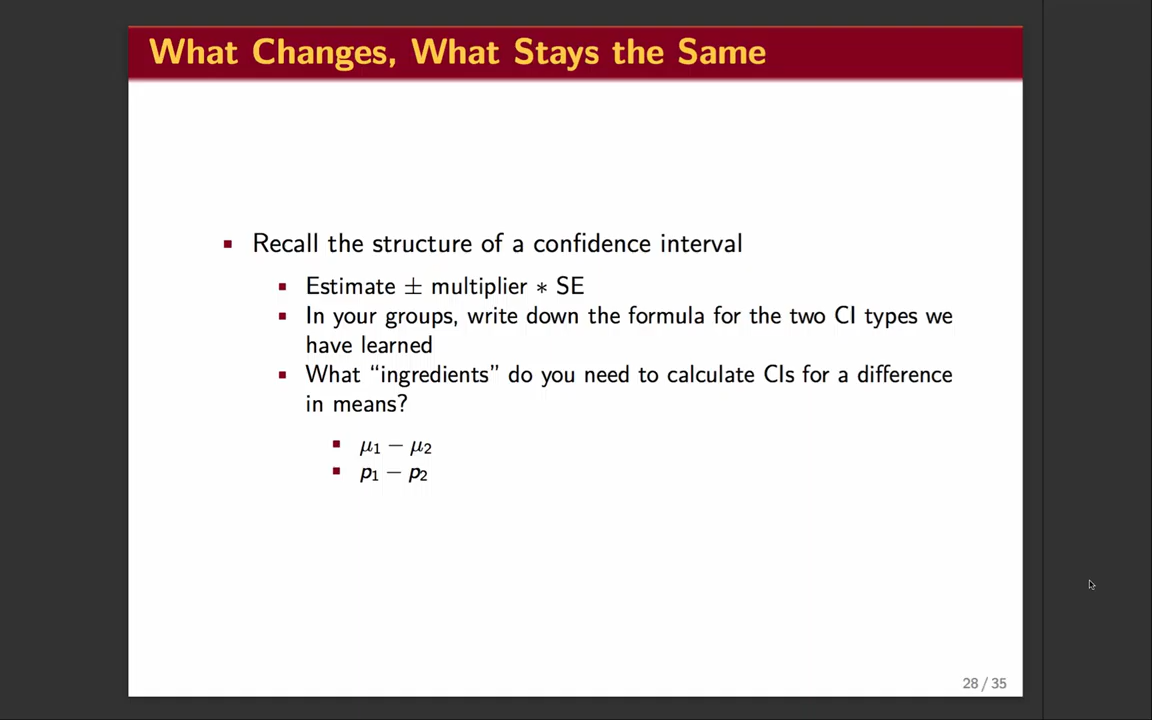 What Changes, What Stays the Same
Recall the structure of a confidence interval
Estimate ± multiplier ∗ SE
In your groups, write down the formula for the two CI types we
have learned
What “ingredients” do you need to calculate CIs for a difference
in means?
μ₁ − μ₂
p₁ − p₂
28 / 35